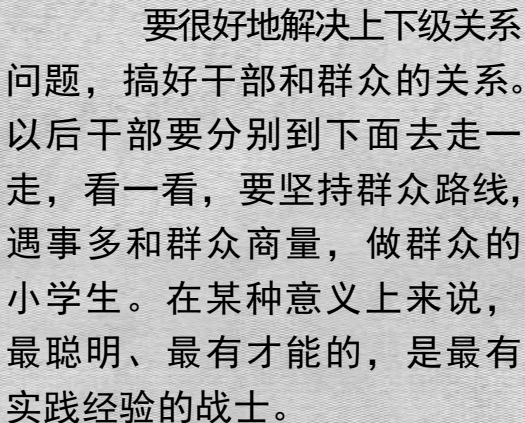 要很好地解决上下级关系
问题，搞好干部和群众的关系。
以后干部要分别到下面去走一
走，看一看，要坚持群众路线，
遇事多和群众商量，做群众的
小学生。在某种意义上来说，
最聪明、最有才能的，是最有
实践经验的战士。